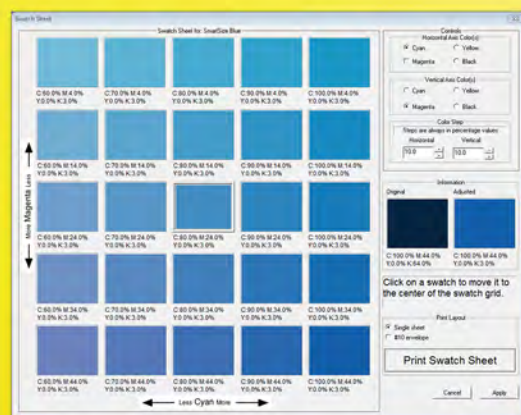 Swatch Sheet
Swatch Sheet for: SmartSize Blue
C:60.0% M:4.0% C:70.0% M:4.0% C:80.0% M:4.0% C:90.0% M:4.0% C:100.0% M:4.0%
Y:0.0% K:3.0% Y:0.0% K:3.0% Y:0.0% K:3.0% Y:0.0% K:3.0% Y:0.0% K:3.0%
C:60.0% M:14.0% C:70.0% M:14.0% C:80.0% M:14.0% C:90.0% M:14.0% C:100.0% M:14.0%
Y:0.0% K:3.0% Y:0.0% K:3.0% Y:0.0% K:3.0% Y:0.0% K:3.0% Y:0.0% K:3.0%
C:60.0% M:24.0% C:70.0% M:24.0% C:80.0% M:24.0% C:90.0% M:24.0% C:100.0% M:24.0%
Y:0.0% K:3.0% Y:0.0% K:3.0% Y:0.0% K:3.0% Y:0.0% K:3.0% Y:0.0% K:3.0%
C:60.0% M:34.0% C:70.0% M:34.0% C:80.0% M:34.0% C:90.0% M:34.0% C:100.0% M:34.0%
Y:0.0% K:3.0% Y:0.0% K:3.0% Y:0.0% K:3.0% Y:0.0% K:3.0% Y:0.0% K:3.0%
C:60.0% M:44.0% C:70.0% M:44.0% C:80.0% M:44.0% C:90.0% M:44.0% C:100.0% M:44.0%
Y:0.0% K:3.0% Y:0.0% K:3.0% Y:0.0% K:3.0% Y:0.0% K:3.0% Y:0.0% K:3.0%
More Magenta Less
Less Cyan More
Controls
Horizontal Axis Color(s)
Cyan Yellow
Magenta Black
Vertical Axis Color(s)
Cyan Yellow
Magenta Black
Color Step
Steps are always in percentage values
Horizontal Vertical
10.0 10.0
Information
Original Adjusted
C:100.0% M:44.0% C:100.0% M:44.0%
Y:0.0% K:64.0% Y:0.0% K:3.0%
Click on a swatch to move it to
the center of the swatch grid.
Print Layout
Single sheet
#10 envelope
Print Swatch Sheet
Cancel Apply